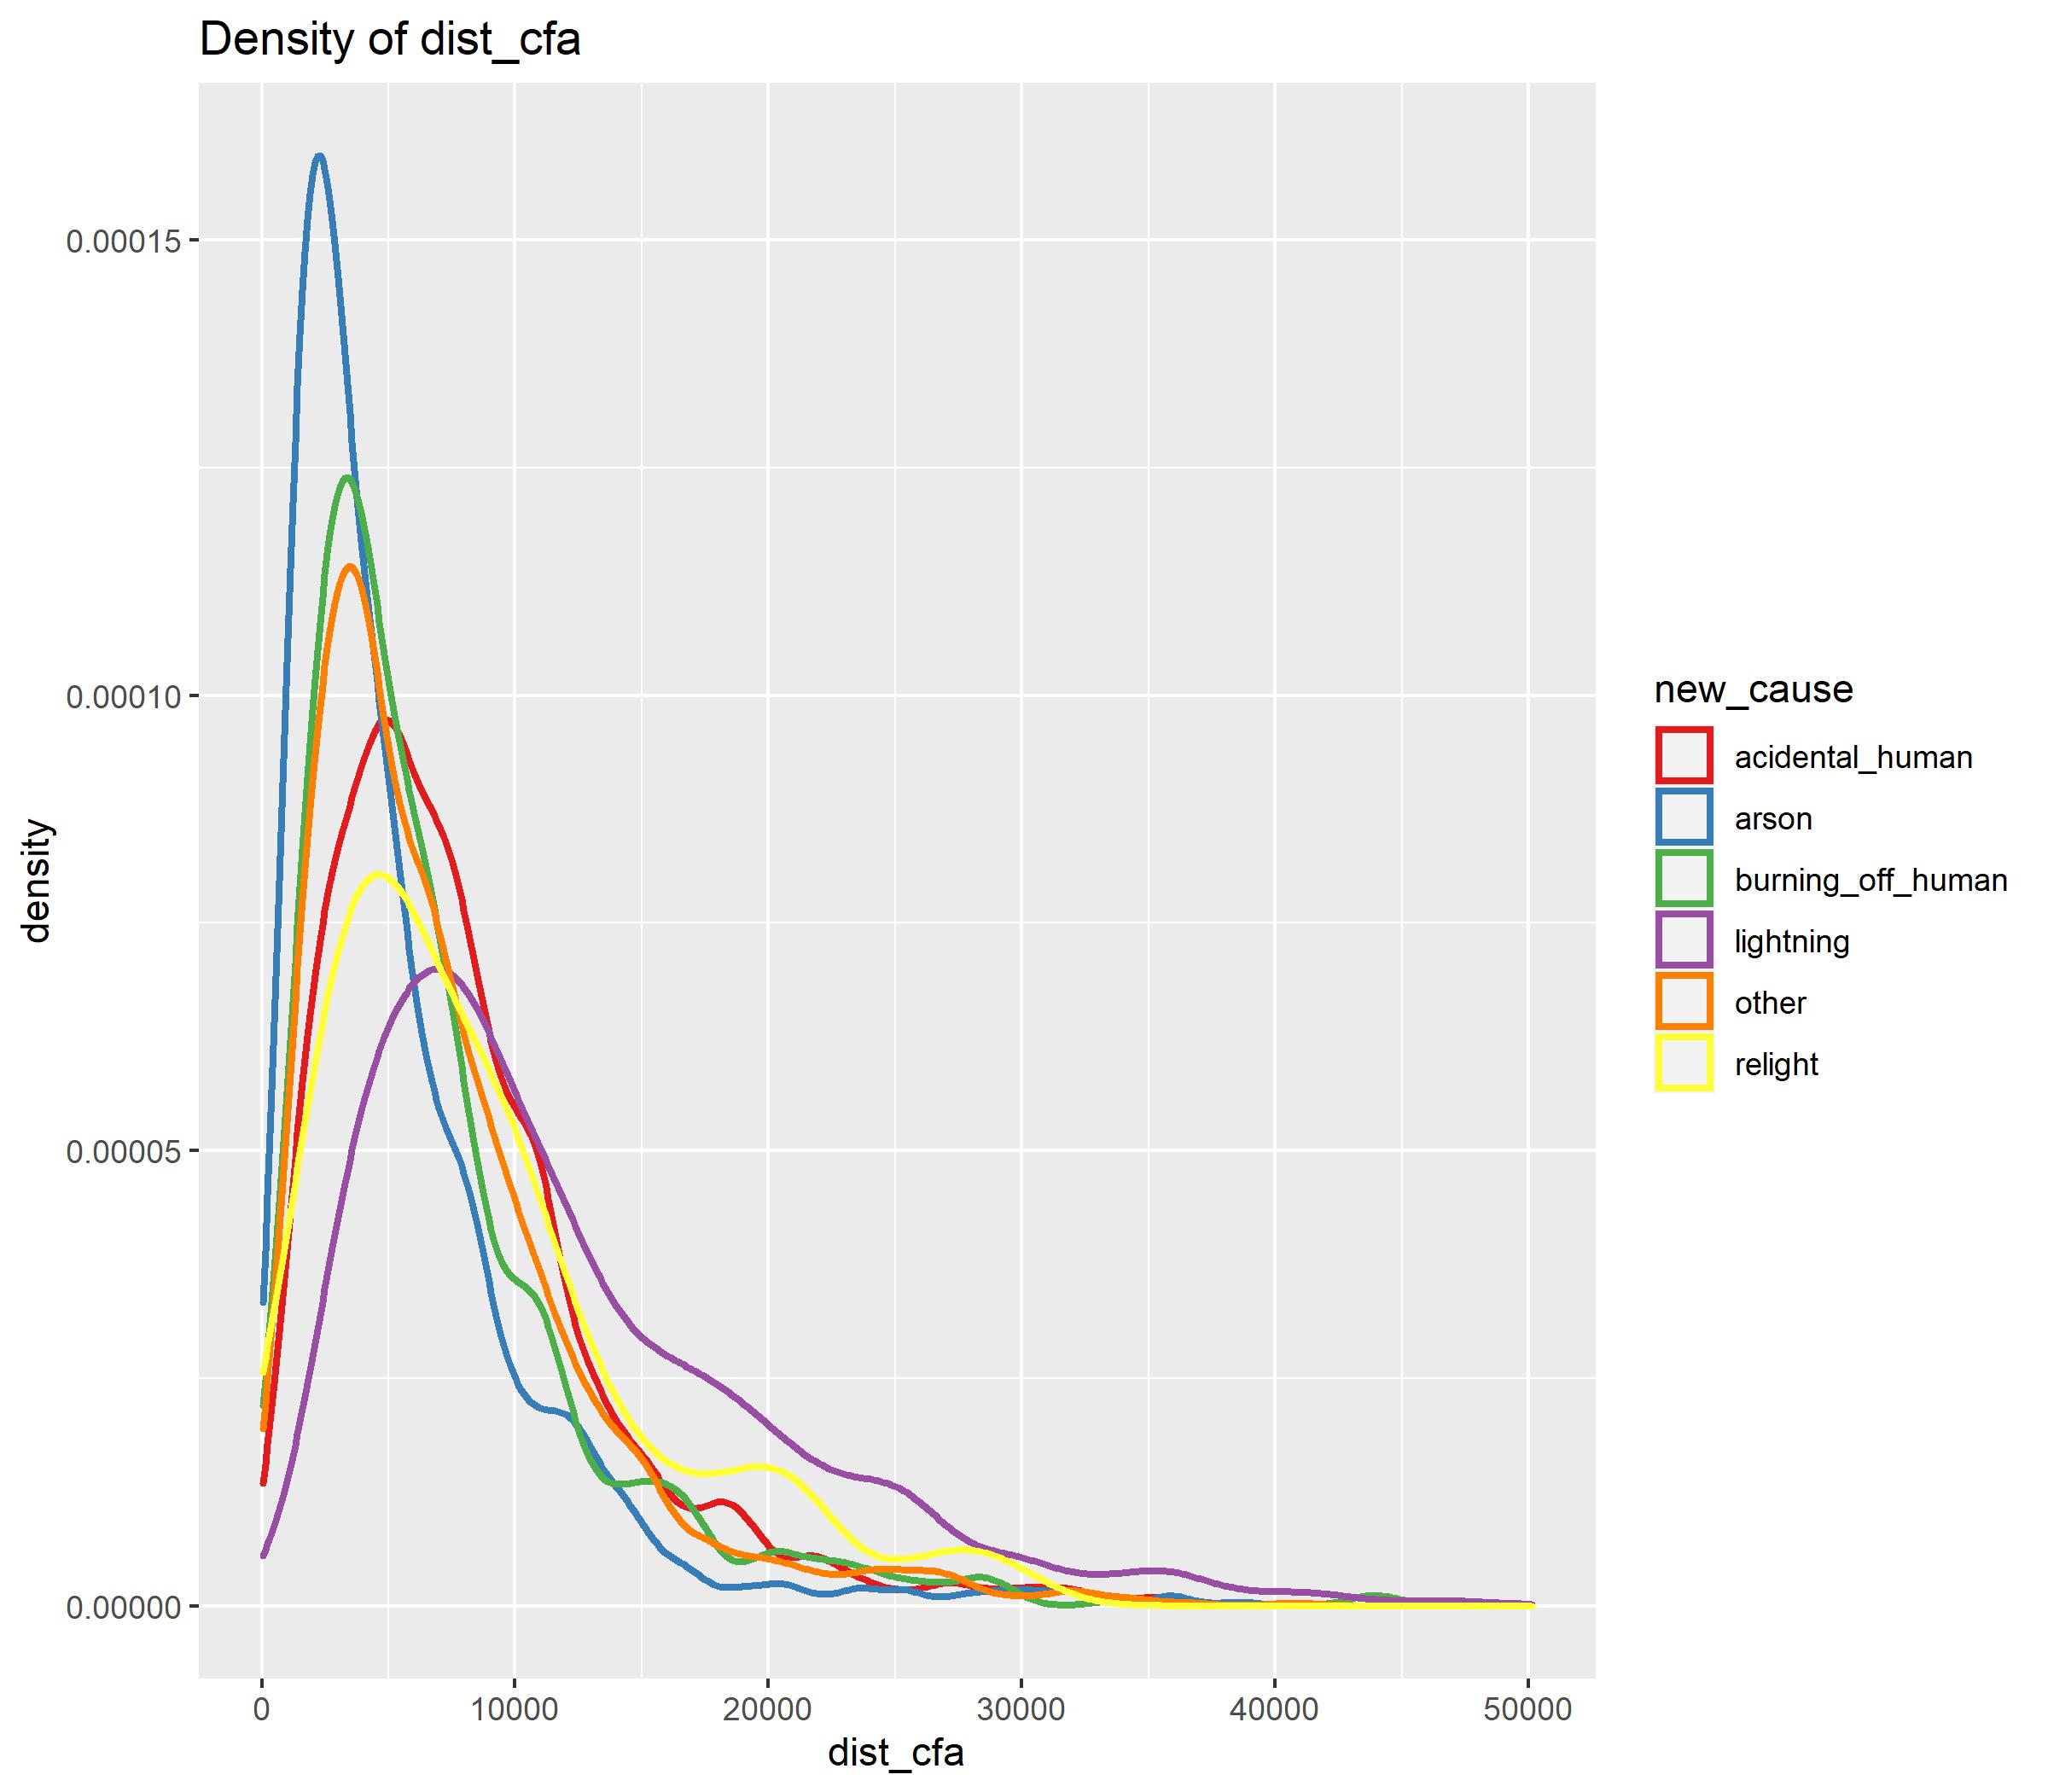 Density of dist_cfa
density
0.00015
0.00010
0.00005
0.00000
0 10000 20000 30000 40000 50000
dist_cfa
new_cause
acidental_human
arson
burning_off_human
lightning
other
relight